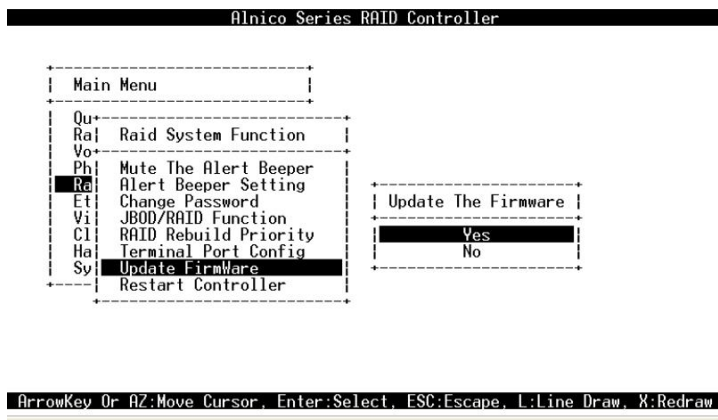 Alnico Series RAID Controller
Main Menu
Qu
Ra
Vo
Ph
Ra
Et
Vi
Cl
Ha
Sy
Raid System Function
Mute The Alert Beeper
Alert Beeper Setting
Change Password
JBOD/RAID Function
RAID Rebuild Priority
Terminal Port Config
Update FirmWare
Restart Controller
Update The Firmware
Yes
No
ArrowKey Or AZ:Move Cursor, Enter:Select, ESC:Escape, L:Line Draw, X:Redraw